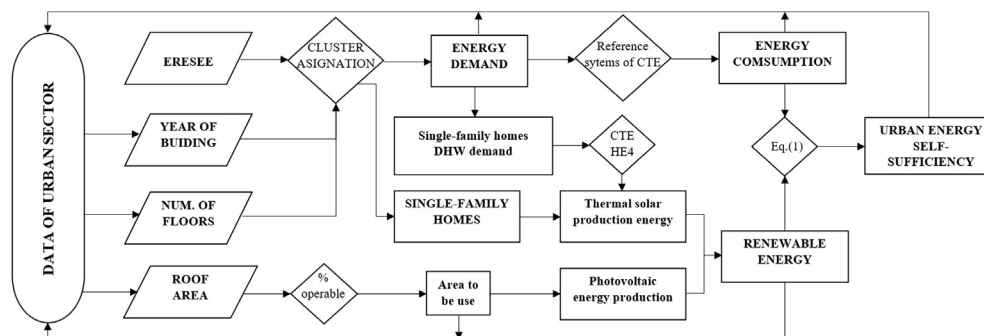 DATA OF URBAN SECTOR
ERESEE
YEAR OF
BUIDING
NUM. OF
FLOORS
ROOF
AREA
CLUSTER
ASIGNATION
%
operable
ENERGY
DEMAND
Single-family homes
DHW demand
SINGLE-FAMILY
HOMES
Area to
be use
Reference
sytems of CTE
CTE
HE4
Thermal solar
production energy
Photovoltaic
energy production
ENERGY
COMSUMPTION
Eq.(1)
RENEWABLE
ENERGY
URBAN ENERGY
SELF-
SUFFICIENCY